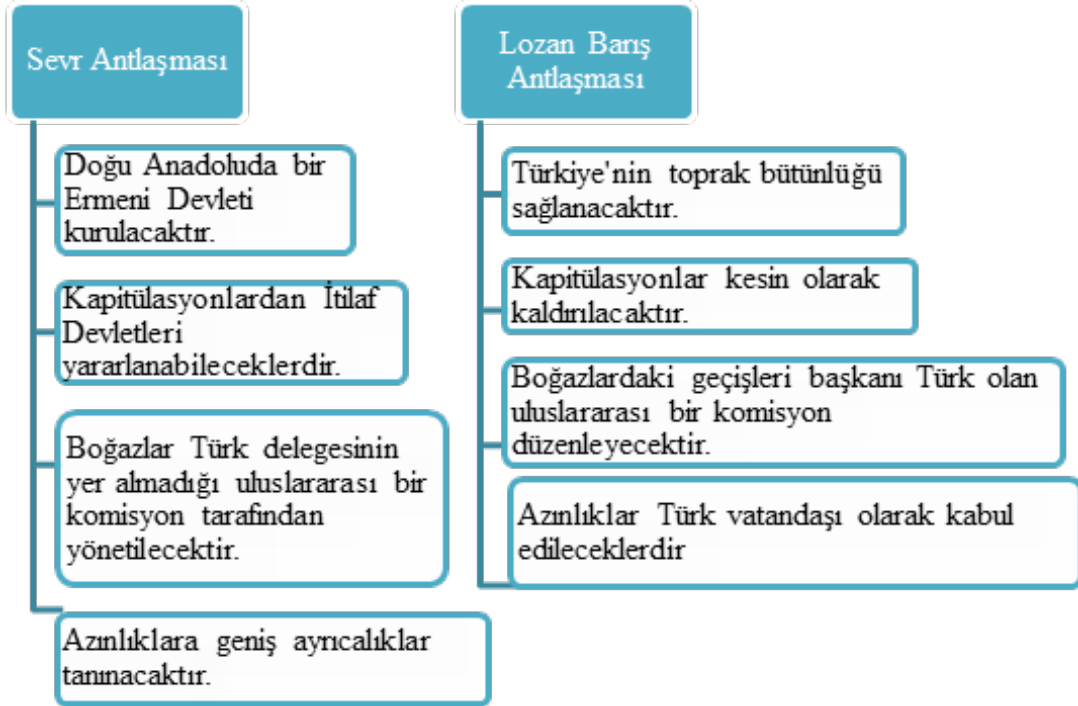 Sevr Antlaşması
Doğu Anadoluda bir
Ermeni Devleti
kurulacaktır.
Kapitülasyonlardan İtilaf
Devletleri
yararlanabileceklerdir.
Boğazlar Türk delegesinin
yer almadığı uluslararası bir
komisyon tarafından
yönetilecektir.
Azınlıklara geniş ayrıcalıklar
tanınacaktır.
Lozan Barış
Antlaşması
Türkiye'nin toprak bütünlüğü
sağlanacaktır.
Kapitülasyonlar kesin olarak
kaldırılacaktır.
Boğazlardaki geçişleri başkanı Türk olan
uluslararası bir komisyon
düzenleyecektir.
Azınlıklar Türk vatandaşı olarak kabul
edileceklerdir